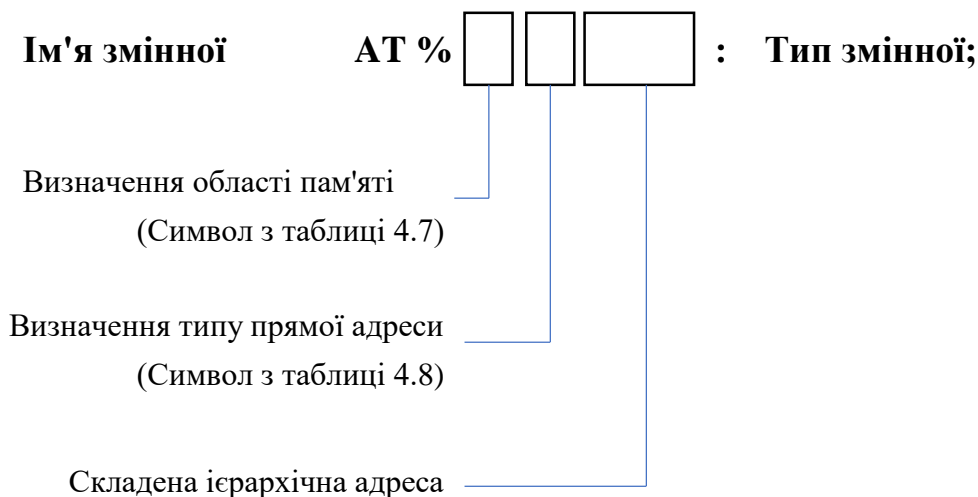 Ім'я змінної АТ % : Тип змінної;
Визначення області пам'яті
(Символ з таблиці 4.7)
Визначення типу прямої адреси
(Символ з таблиці 4.8)
Складена ієрархічна адреса